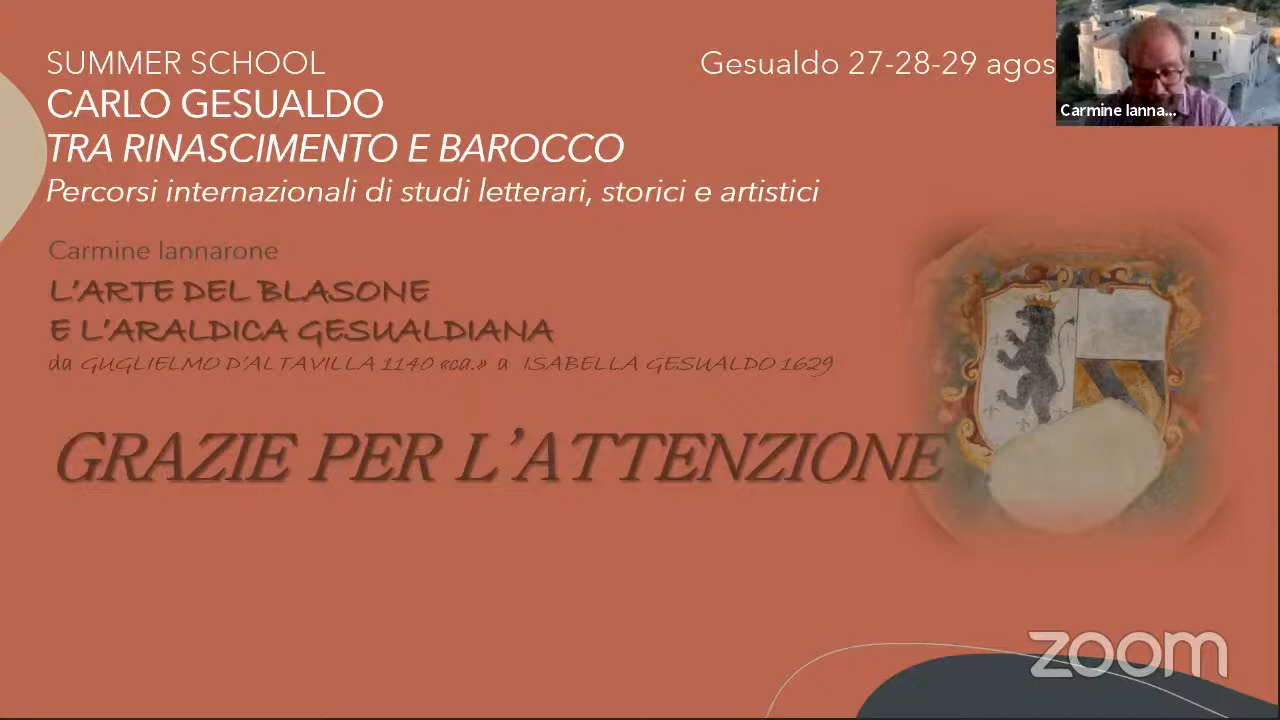 SUMMER SCHOOL
CARLO GESUALDO
TRA RINASCIMENTO E BAROCCO
Percorsi internazionali di studi letterari, storici e artistici
Gesualdo 27-28-29 agos
Carmine Ianna...
Carmine Iannarone
L'ARTE DEL BLASONE
E L'ARALDICA GESUALDIANA
da GUGLIELMO D'ALTAVILLA 1140 «ca.» a ISABELLA GESUALDO 1629
GRAZIE PER L'ATTENZIONE
zoom